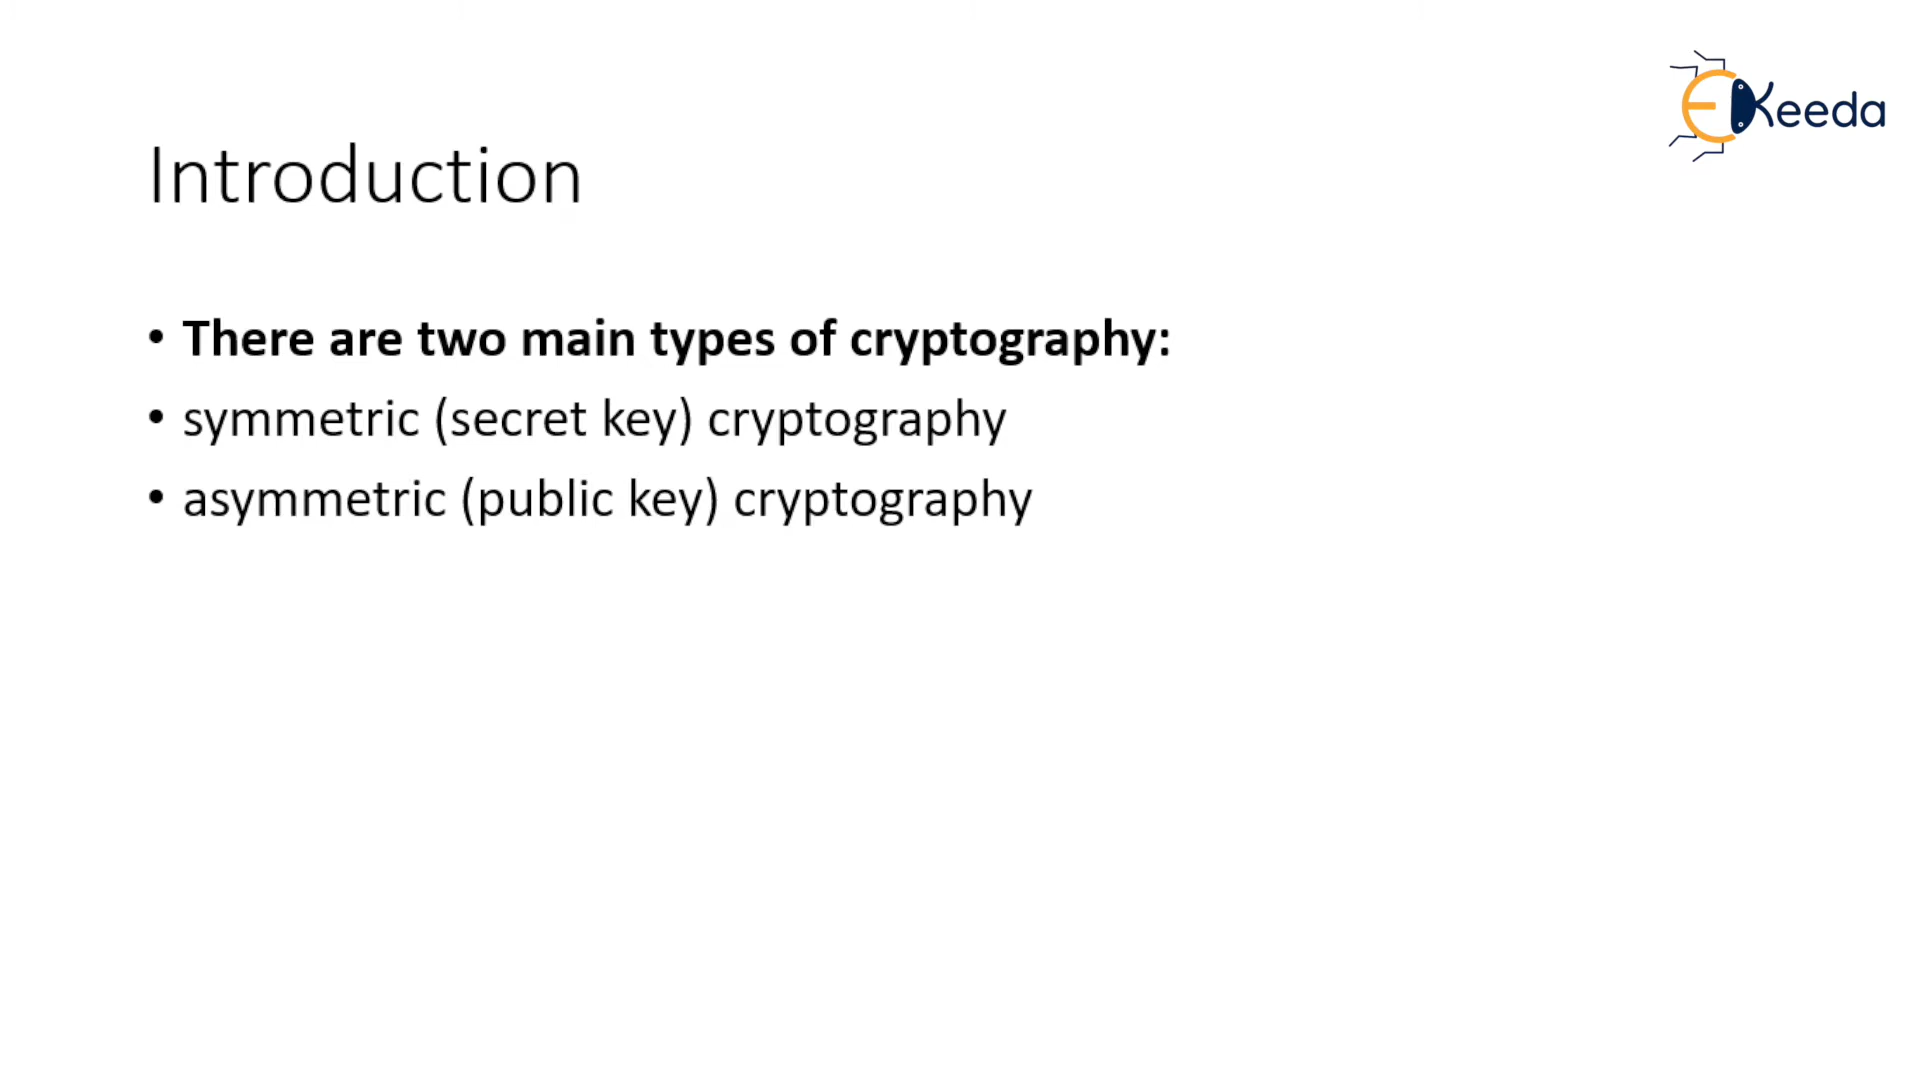 EKeeda
Introduction
• There are two main types of cryptography:
• symmetric (secret key) cryptography
• asymmetric (public key) cryptography